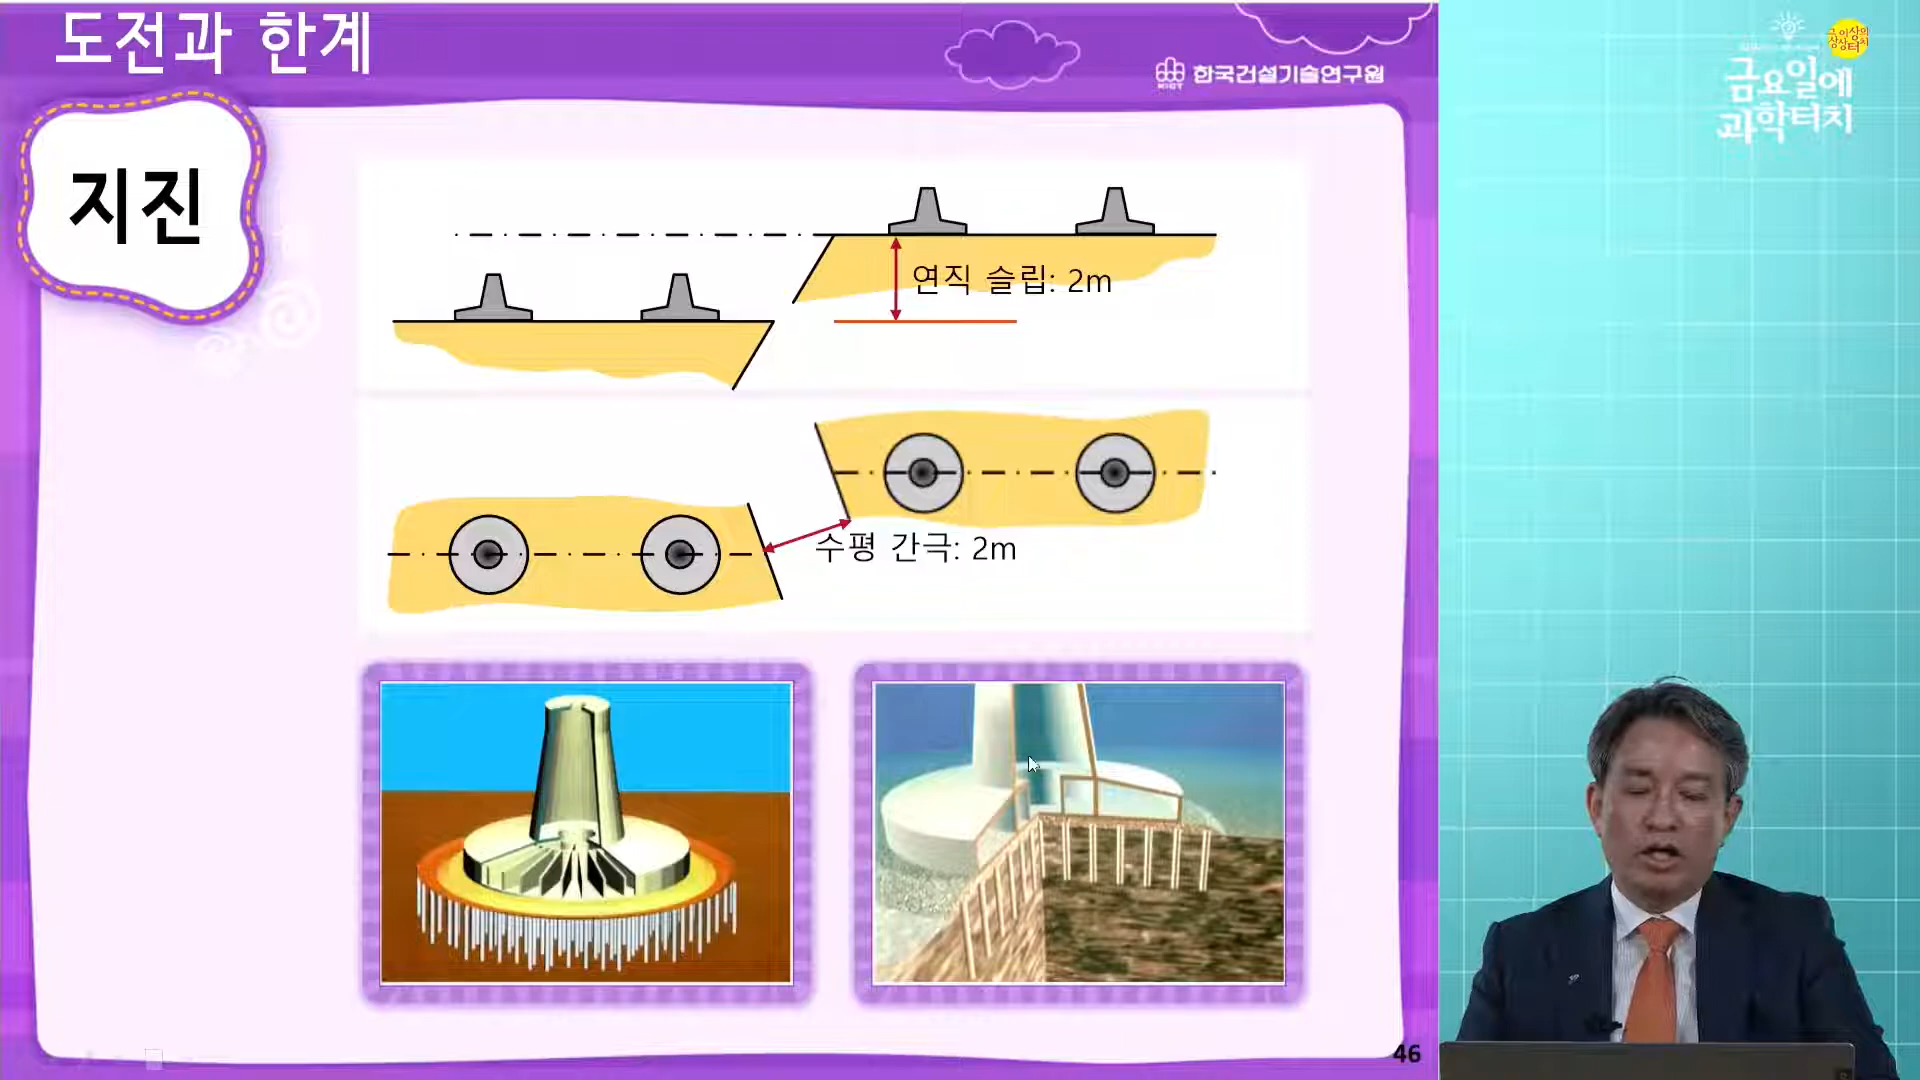 도전과 한계
한국건설기술연구원
KICT
지진
연직 슬립: 2m
수평 간극: 2m
46
금요일에
과학터치